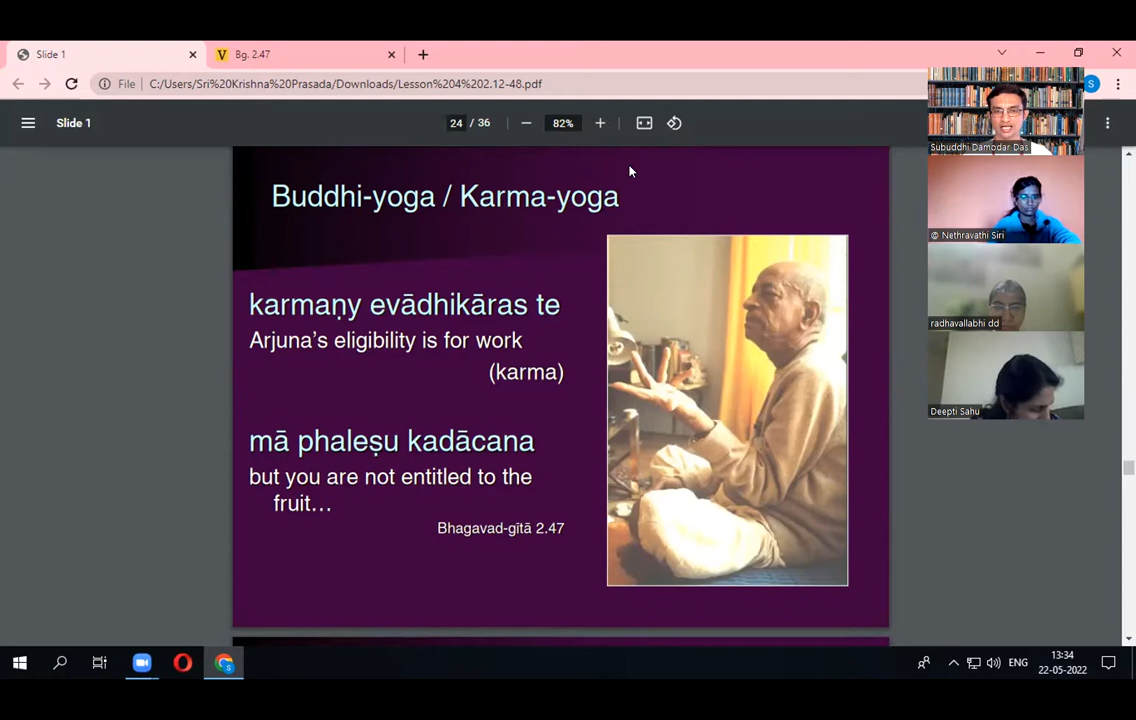 Slide 1
Bg. 2.47
File
C:/Users/Sri%20Krishna%20Prasada/Downloads/Lesson%204%202.12-48.pdf
S
Slide 1
24 / 36
82%
Buddhi-yoga / Karma-yoga
karmaṇy evādhikāras te
Arjuna’s eligibility is for work
(karma)
mā phaleṣu kadācana
but you are not entitled to the
fruit…
Bhagavad-gītā 2.47
Subuddhi Damodar Das
@ Nethravathi Siri
radhavallabhi dd
Deepti Sahu
S
ENG
13:34
22-05-2022